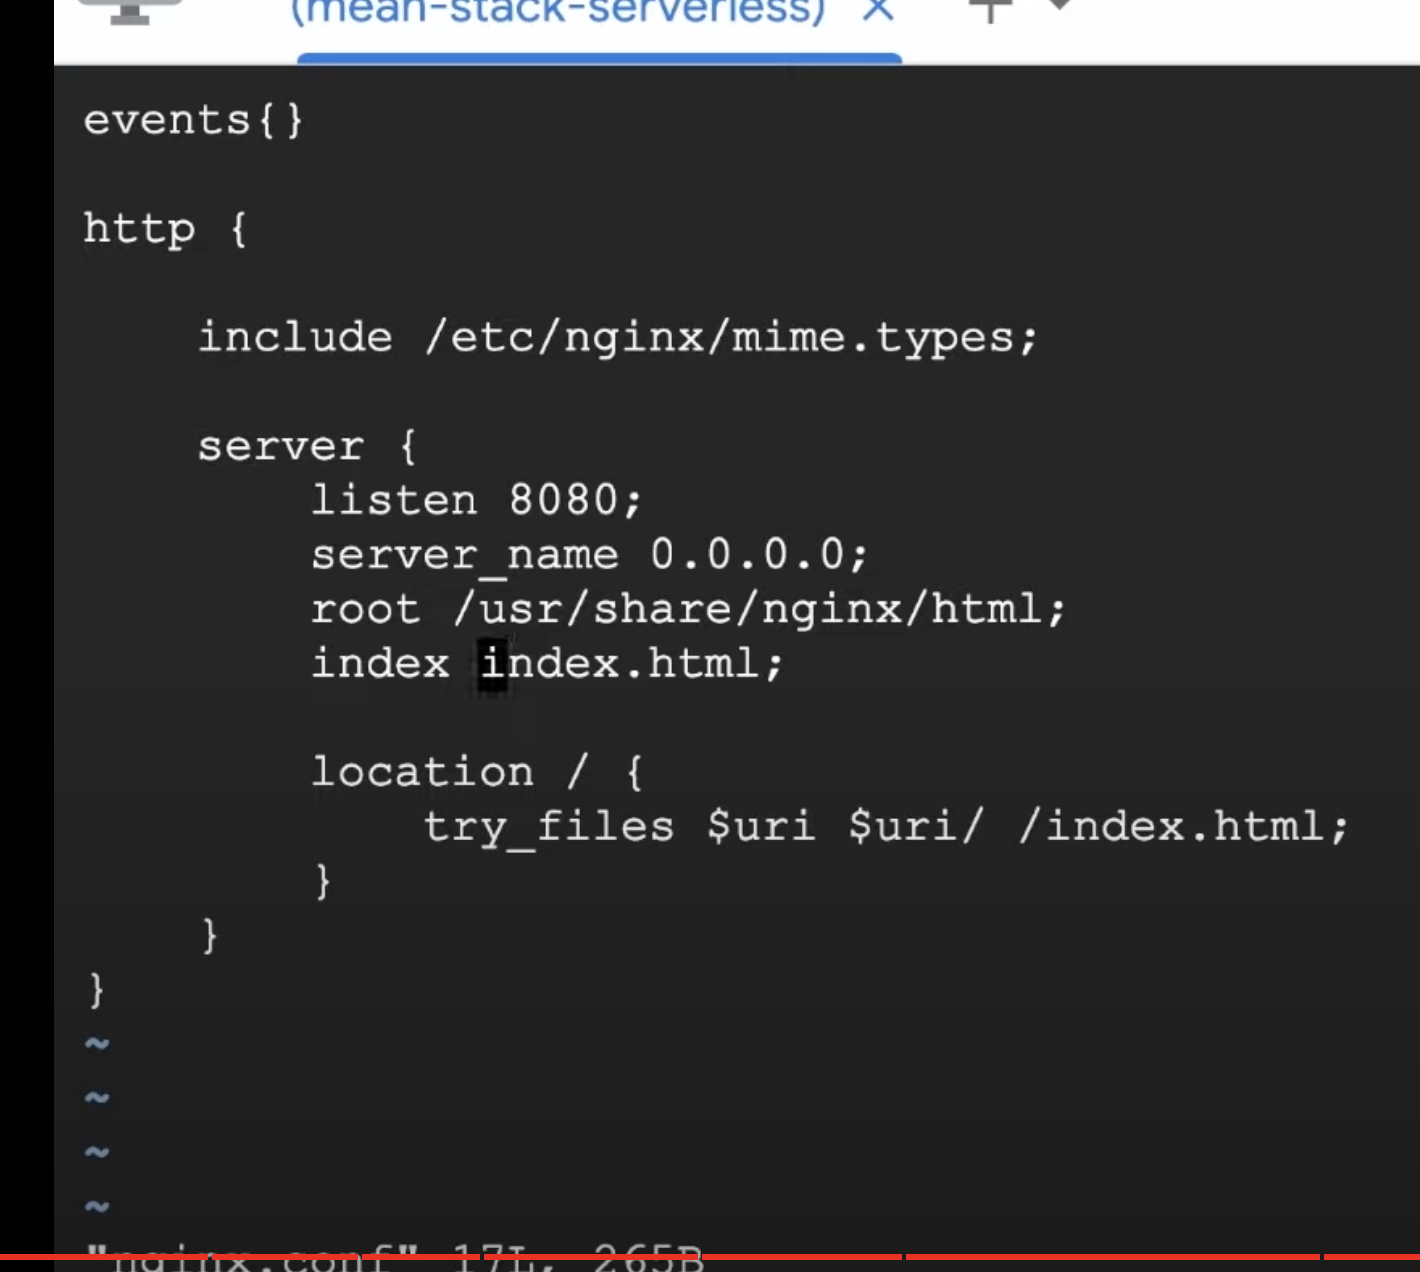 (mean-stack-serverless)
events{}
http {
include /etc/nginx/mime.types;
server {
listen 8080;
server_name 0.0.0.0;
root /usr/share/nginx/html;
index index.html;
location / {
try_files $uri $uri/ /index.html;
}
}
}
~
~
~
~
"nginx.conf" 17L, 265B